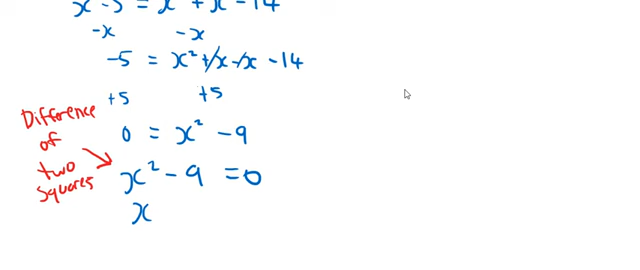 x - 5 = x² + x - 14
-x -x
-5 = x² + x - x - 14
+5 +5
0 = x² - 9
Difference
of
two
squares
x² - 9 = 0
x